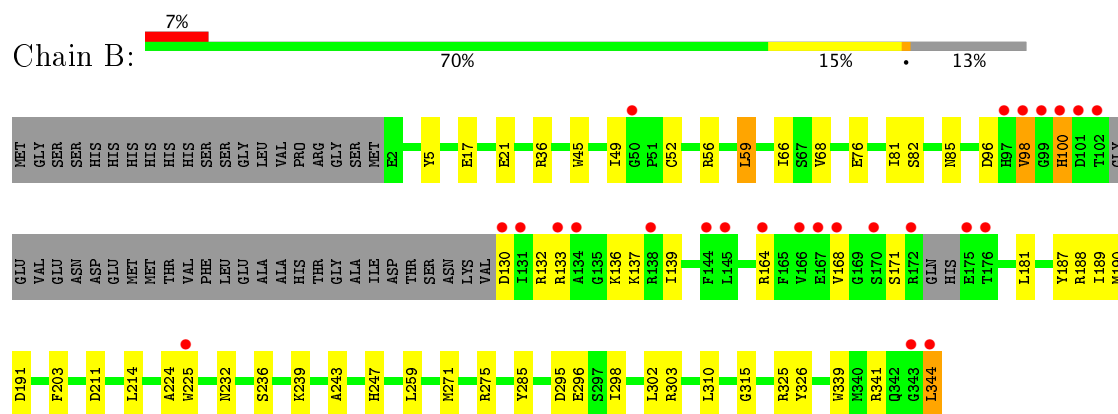 7%
Chain B:
70% 15% • 13%
MET GLY SER SER HIS HIS HIS HIS HIS HIS SER SER GLY LEU VAL PRO ARG GLY SER MET E2 Y5 E17 E21 R36 W45 I49 G50 P51 C52 R56 L59 I66 S67 V68 E76 I81 S82 N85 D96 H97 V98 G99 H100 D101 T102 GLY
GLU VAL GLU ASN ASP GLU MET MET THR VAL PHE LEU GLU ALA ALA HIS THR GLY ALA ILE ASP THR SER ASN LYS VAL D130 I131 R132 R133 A134 G135 K136 K137 R138 I139 F144 L145 R164 F165 V166 E167 V168 G169 S170 S171 R172 GLN HIS E175 T176 L181 Y187 R188 I189 M190
D191 F203 D211 L214 A224 W225 N232 S236 K239 A243 H247 L259 M271 R275 Y285 D295 E296 S297 I298 L302 R303 L310 G315 R325 Y326 W339 M340 R341 Q342 G343 L344